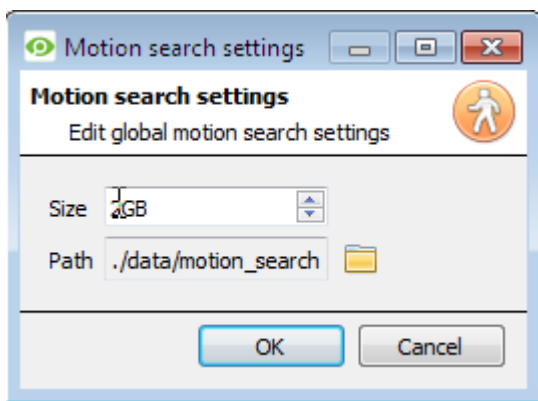 Motion search settings
Motion search settings
Edit global motion search settings
Size GB
Path ./data/motion_search
OK Cancel